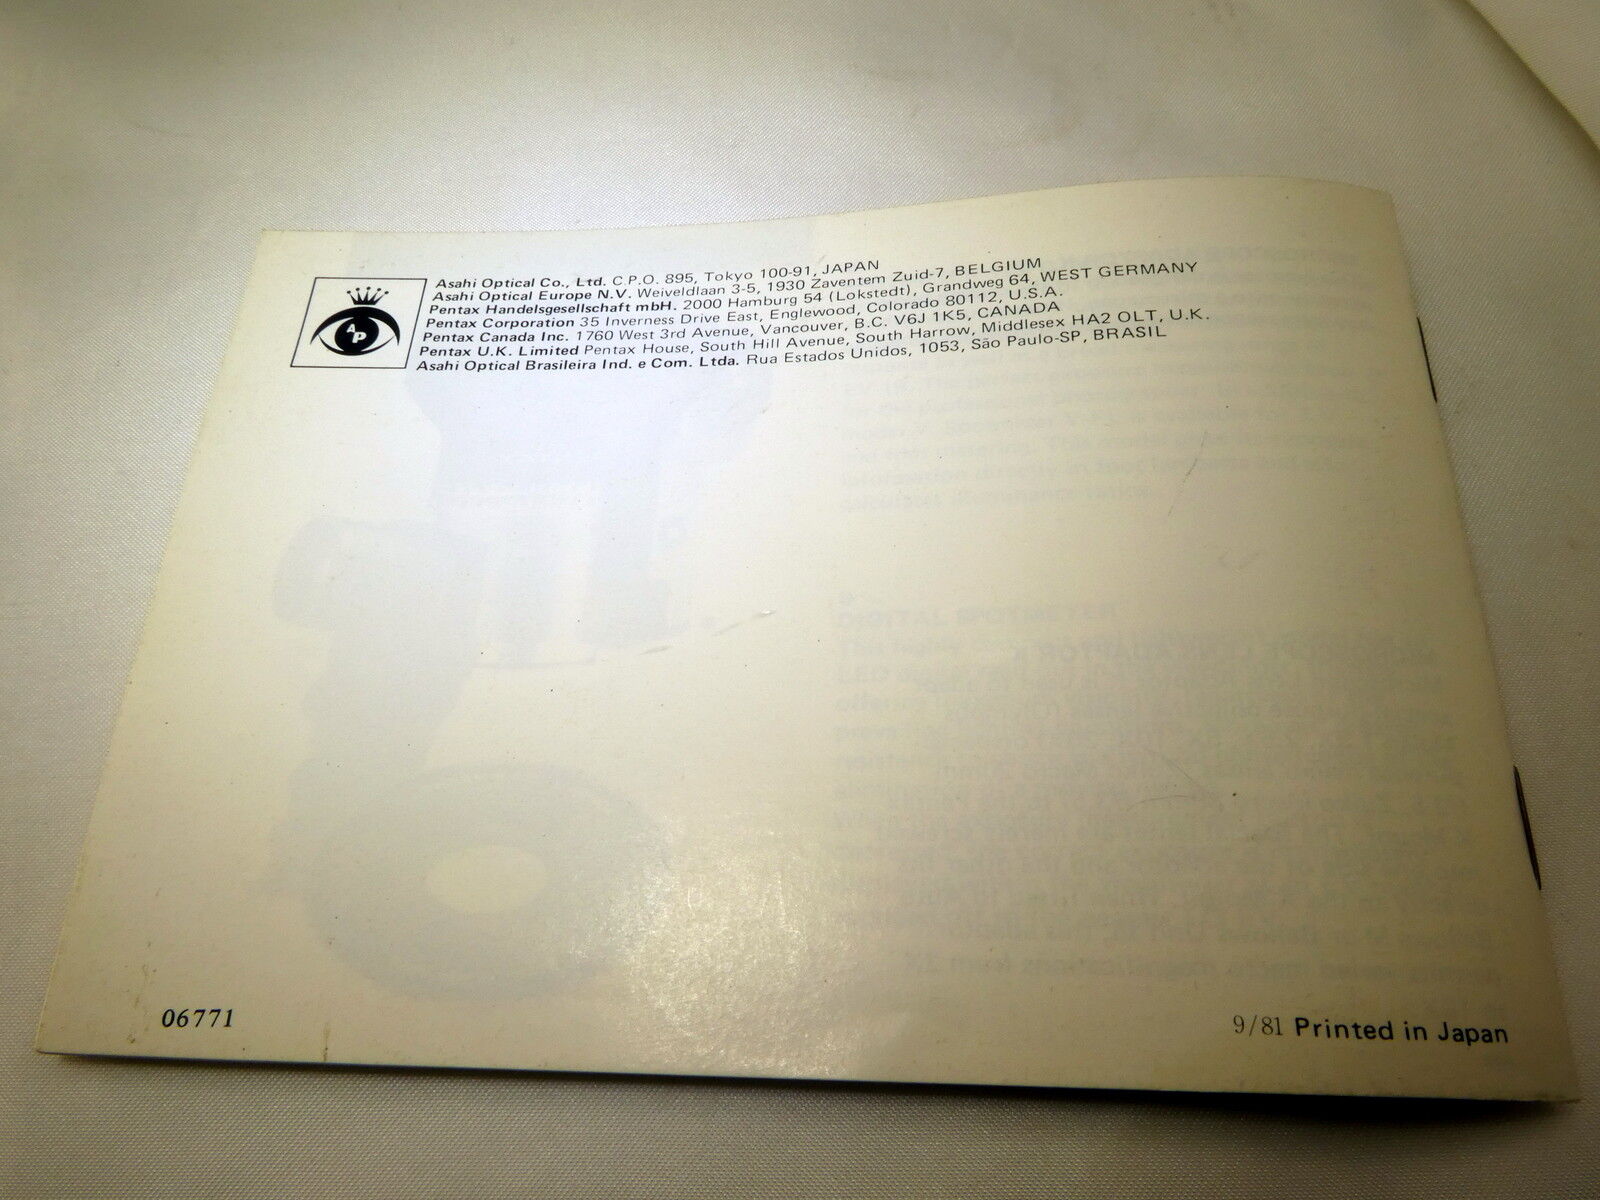 AP
Asahi Optical Co., Ltd. C.P.O. 895, Tokyo 100-91, JAPAN
Asahi Optical Europe N.V. Weiveldlaan 3-5, 1930 Zaventem Zuid-7, BELGIUM
Pentax Handelsgesellschaft mbH. 2000 Hamburg 54 (Lokstedt), Grandweg 64, WEST GERMANY
Pentax Corporation 35 Inverness Drive East, Englewood, Colorado 80112, U.S.A.
Pentax Canada Inc. 1760 West 3rd Avenue, Vancouver, B.C. V6J 1K5, CANADA
Pentax U.K. Limited Pentax House, South Hill Avenue, South Harrow, Middlesex HA2 OLT, U.K.
Asahi Optical Brasileira Ind. e Com. Ltda. Rua Estados Unidos, 1053, São Paulo-SP, BRASIL
06771
9/81 Printed in Japan